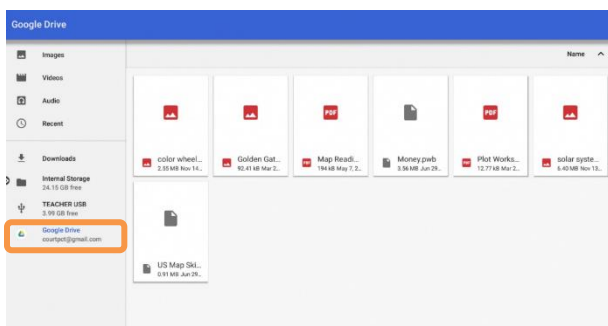 Google Drive
Name
Images
Videos
Audio
Recent
Downloads
Internal Storage
24.15 GB free
TEACHER USB
3.99 GB free
Google Drive
courtpst@gmail.com
PDF
PDF
color wheel...
2.55 MB Nov 14..
Golden Gat...
92.41 kB Mar 2...
Map Readi...
194 kB May 7, 2...
Money.pwb
3.56 MB Jun 29..
Plot Works...
12.77 kB Mar 2...
solar syste...
6.40 MB Nov 15..
US Map Ski...
0.91 MB Jun 29..